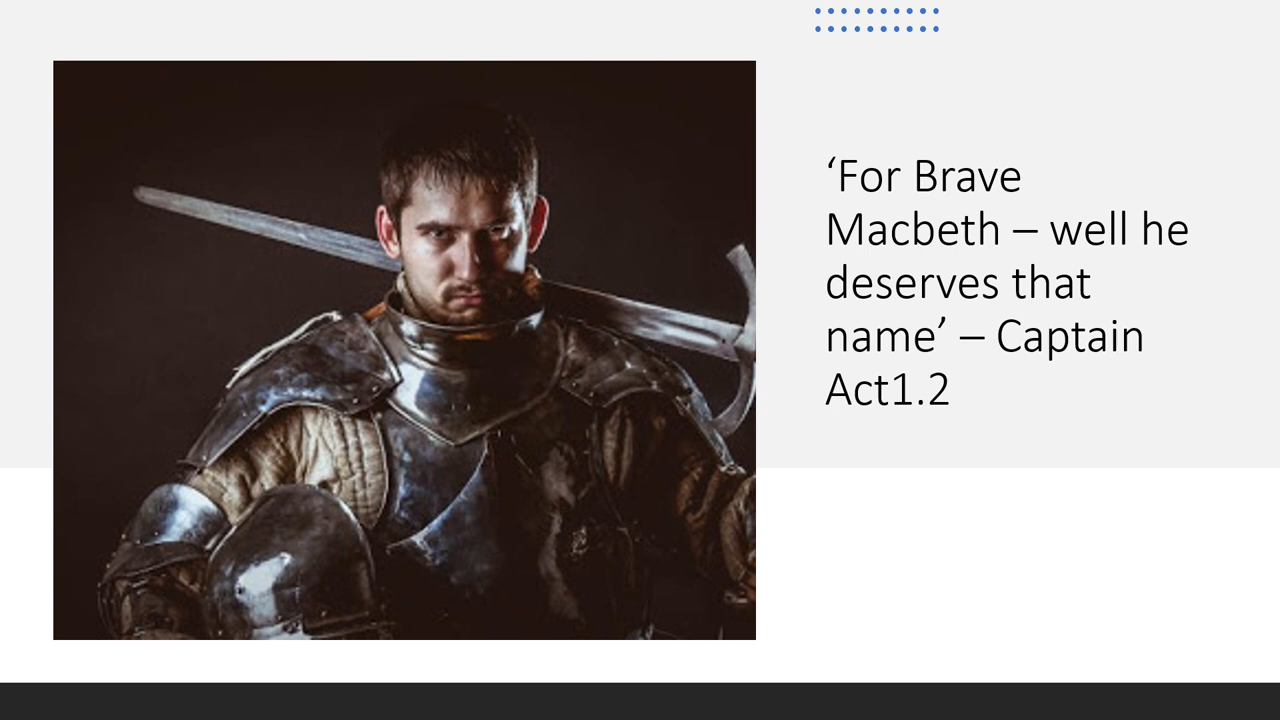 ‘For Brave
Macbeth – well he
deserves that
name’ – Captain
Act1.2